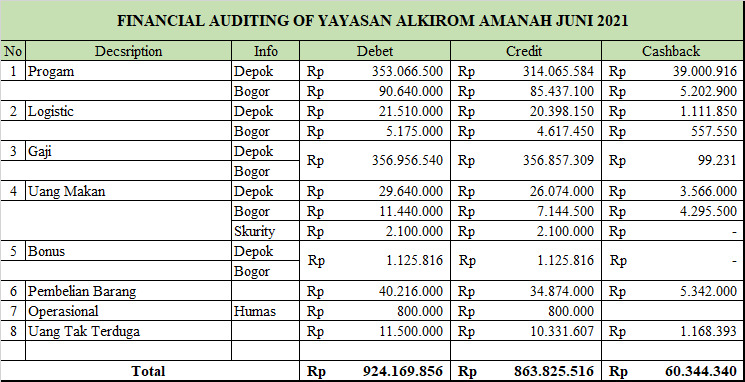 FINANCIAL AUDITING OF YAYASAN ALKIROM AMANAH JUNI 2021
No Decsription Info Debet Credit Cashback
1 Progam Depok Rp 353.066.500 Rp 314.065.584 Rp 39.000.916
Bogor Rp 90.640.000 Rp 85.437.100 Rp 5.202.900
2 Logistic Depok Rp 21.510.000 Rp 20.398.150 Rp 1.111.850
Bogor Rp 5.175.000 Rp 4.617.450 Rp 557.550
3 Gaji Depok Rp 356.956.540 Rp 356.857.309 Rp 99.231
Bogor
4 Uang Makan Depok Rp 29.640.000 Rp 26.074.000 Rp 3.566.000
Bogor Rp 11.440.000 Rp 7.144.500 Rp 4.295.500
Skurity Rp 2.100.000 Rp 2.100.000 Rp -
5 Bonus Depok Rp 1.125.816 Rp 1.125.816 Rp -
Bogor
6 Pembelian Barang Rp 40.216.000 Rp 34.874.000 Rp 5.342.000
7 Operasional Humas Rp 800.000 Rp 800.000
8 Uang Tak Terduga Rp 11.500.000 Rp 10.331.607 Rp 1.168.393
Total Rp 924.169.856 Rp 863.825.516 Rp 60.344.340